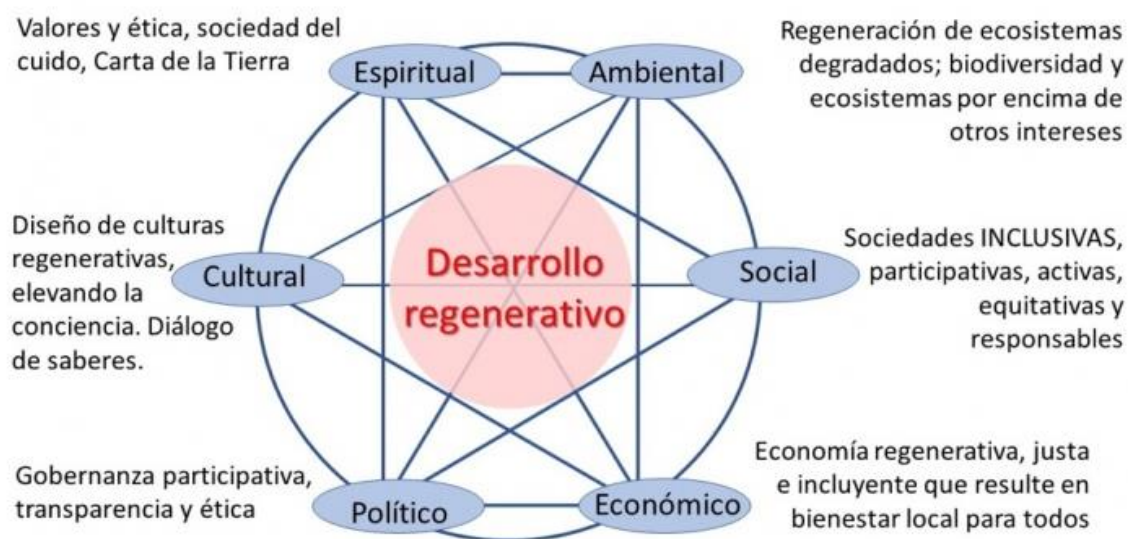 Valores y ética, sociedad del
cuido, Carta de la Tierra
Espiritual
Ambiental
Regeneración de ecosistemas
degradados; biodiversidad y
ecosistemas por encima de
otros intereses
Diseño de culturas
regenerativas,
elevando la
conciencia. Diálogo
de saberes.
Cultural
Desarrollo
regenerativo
Social
Sociedades INCLUSIVAS,
participativas, activas,
equitativas y
responsables
Gobernanza participativa,
transparencia y ética
Político
Económico
Economía regenerativa, justa
e incluyente que resulte en
bienestar local para todos